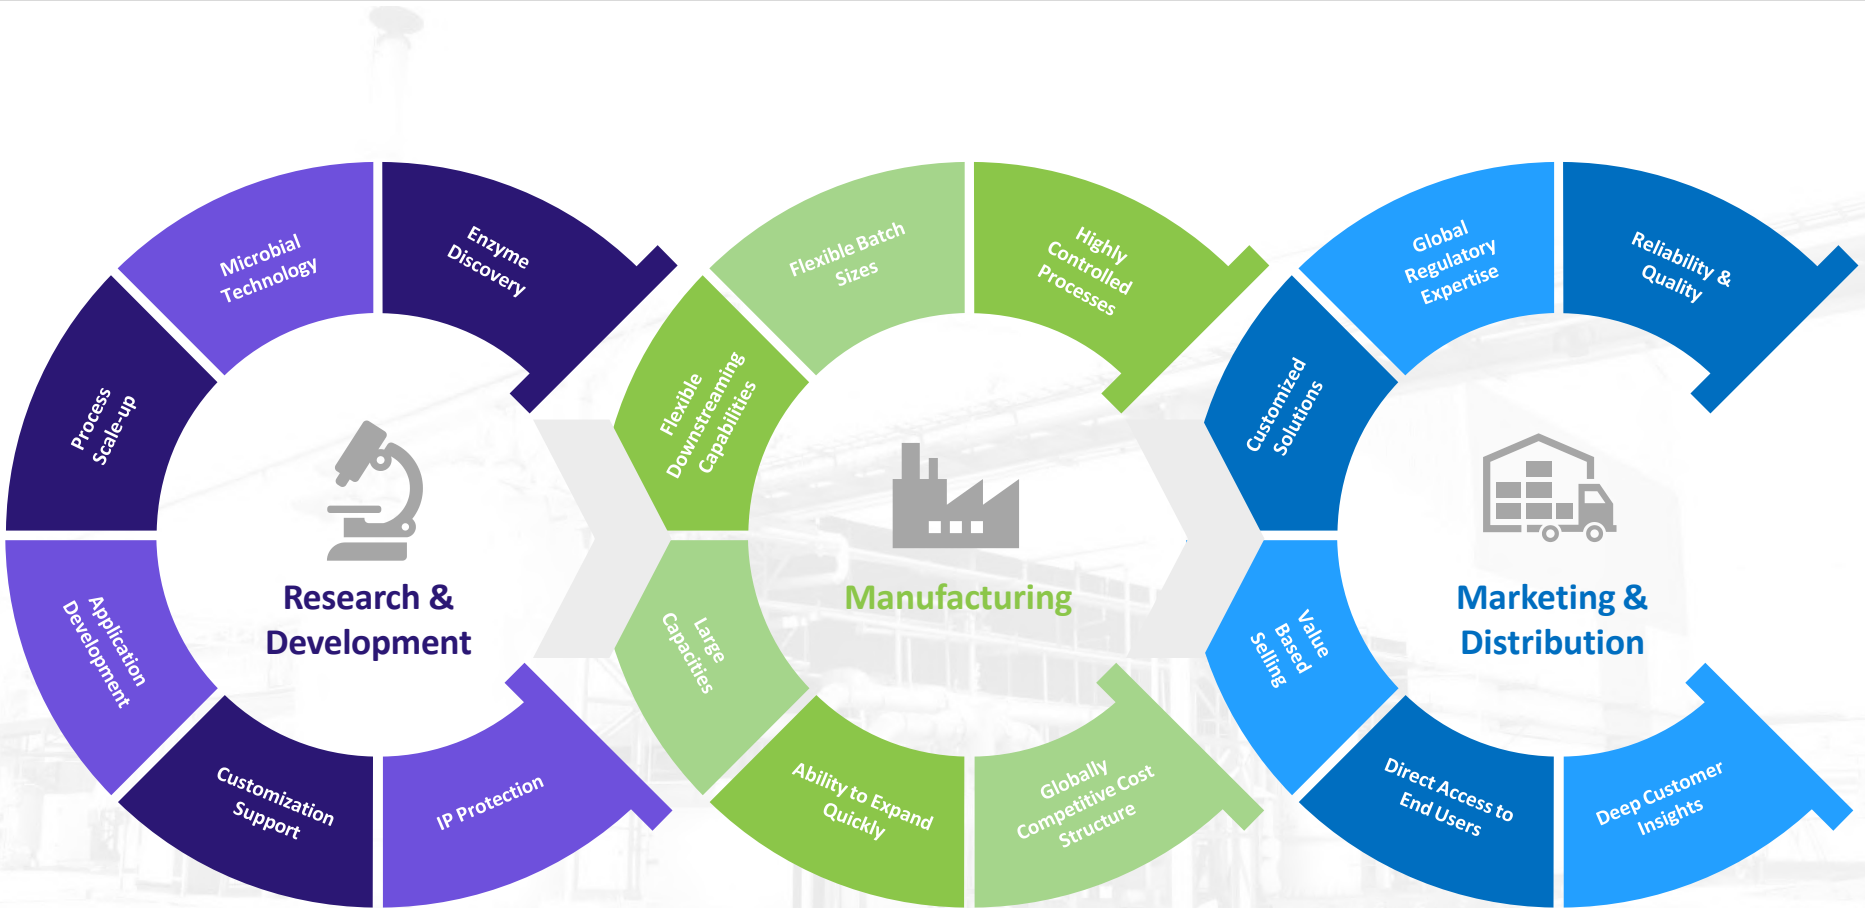 Microbial
Technology
Enzyme
Discovery
Process
Scale-up
Application
Development
Customization
Support
IP Protection
Research &
Development
Flexible Batch
Sizes
Highly
Controlled
Processes
Flexible
Downstreaming
Capabilities
Large
Capacities
Ability to Expand
Quickly
Globally
Competitive Cost
Structure
Manufacturing
Global
Regulatory
Expertise
Reliability &
Quality
Customized
Solutions
Value
Based
Selling
Direct Access to
End Users
Deep Customer
Insights
Marketing &
Distribution